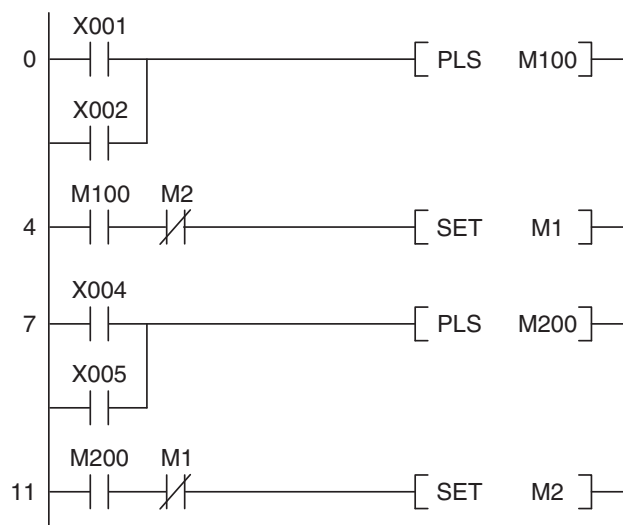 X001
0 PLS M100
X002
M100 M2
4 SET M1
X004
7 PLS M200
X005
M200 M1
11 SET M2